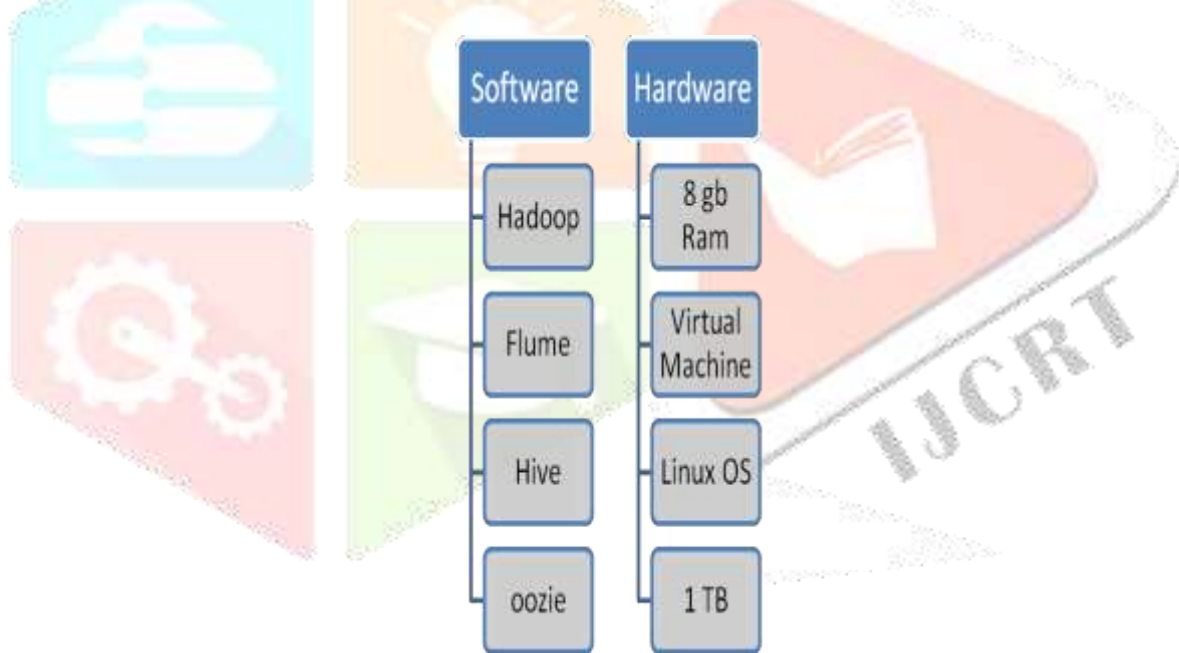 Software
Hadoop
Flume
Hive
oozie
Hardware
8 gb
Ram
Virtual
Machine
Linux OS
1 TB
IJCRT